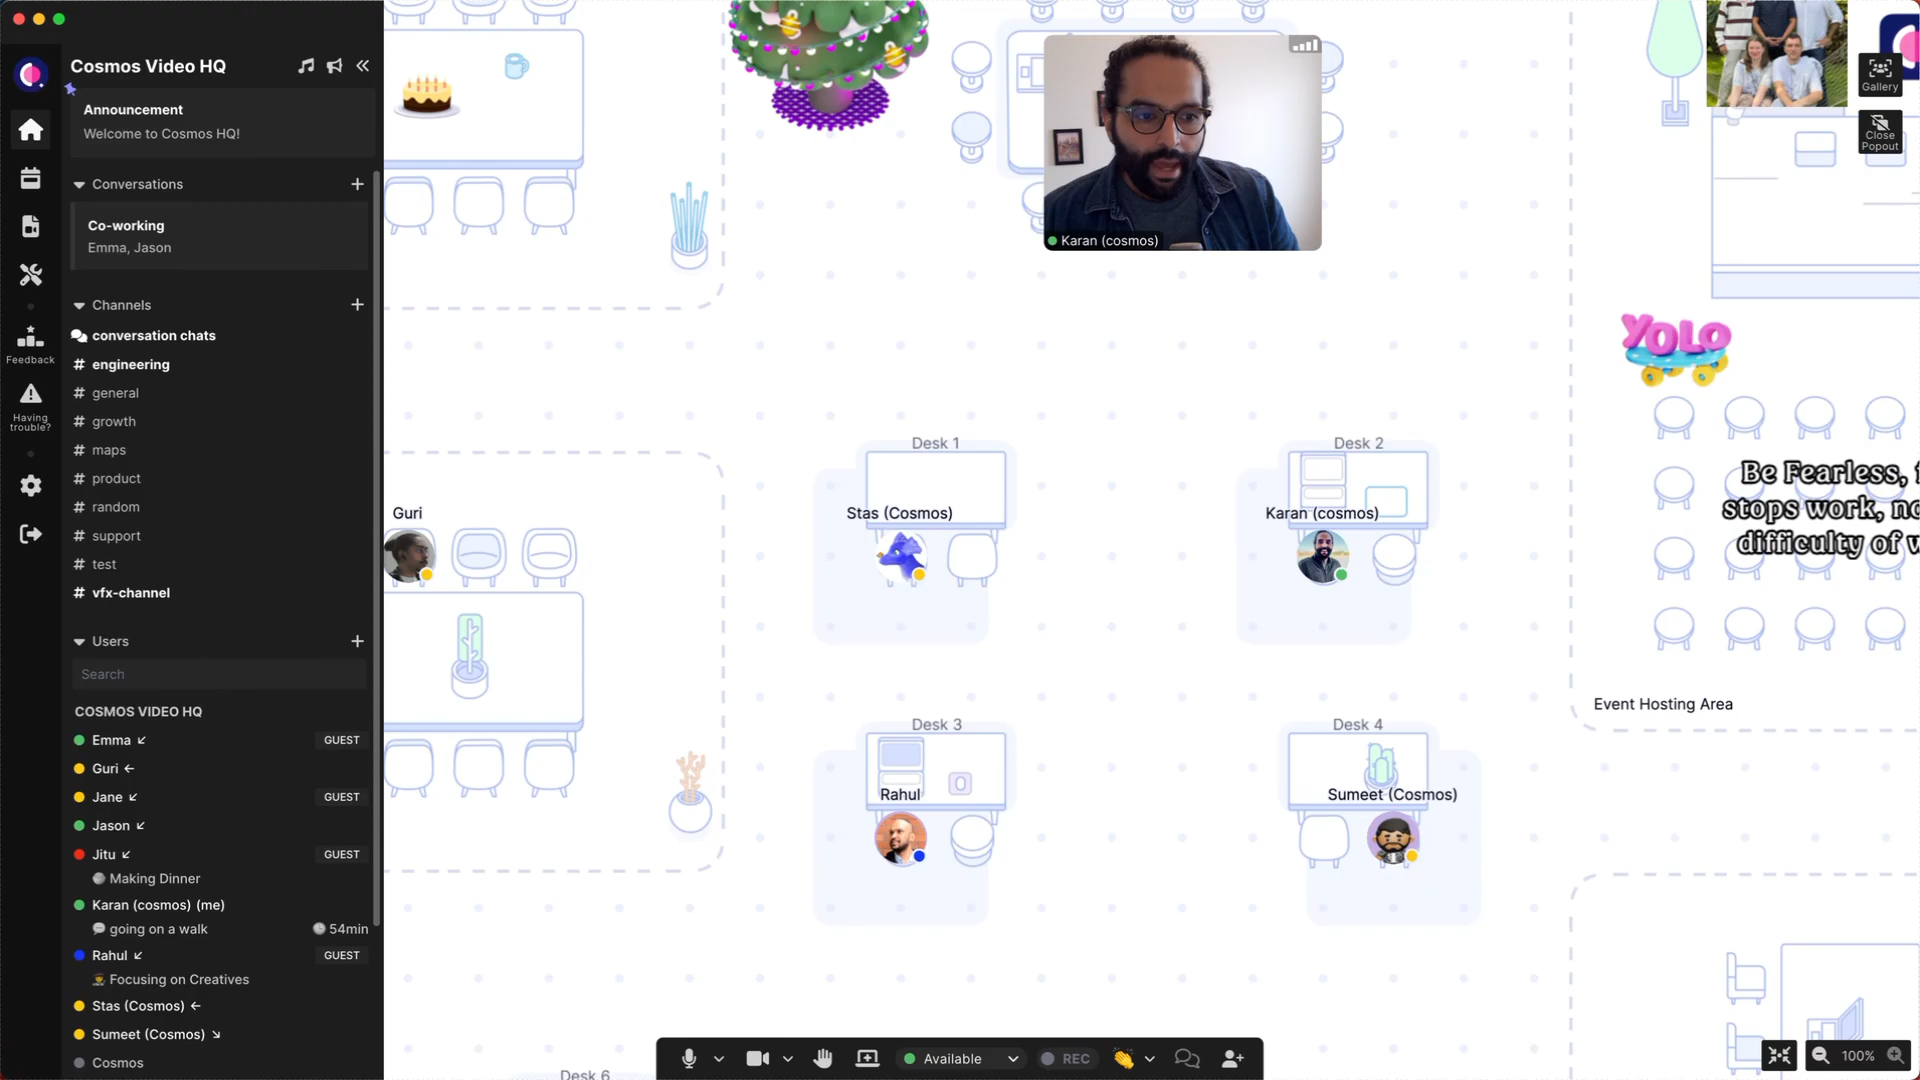 Cosmos Video HQ
Announcement
Welcome to Cosmos HQ!
Conversations
Co-working
Emma, Jason
Channels
conversation chats
# engineering
# general
# growth
# maps
# product
# random
# support
# test
# vfx-channel
Users
Search
COSMOS VIDEO HQ
Emma GUEST
Guri
Jane GUEST
Jason
Jitu GUEST
Making Dinner
Karan (cosmos) (me)
going on a walk 54min
Rahul GUEST
Focusing on Creatives
Stas (Cosmos)
Sumeet (Cosmos)
Cosmos
Feedback
Having
trouble?
Karan (cosmos)
Gallery
Close
Popout
YOLO
Desk 1
Desk 2
Guri
Stas (Cosmos)
Karan (cosmos)
Be Fearless,
stops work,
difficulty of
Event Hosting Area
Desk 3
Desk 4
Rahul
Sumeet (Cosmos)
Desk 6
Available
REC
100%